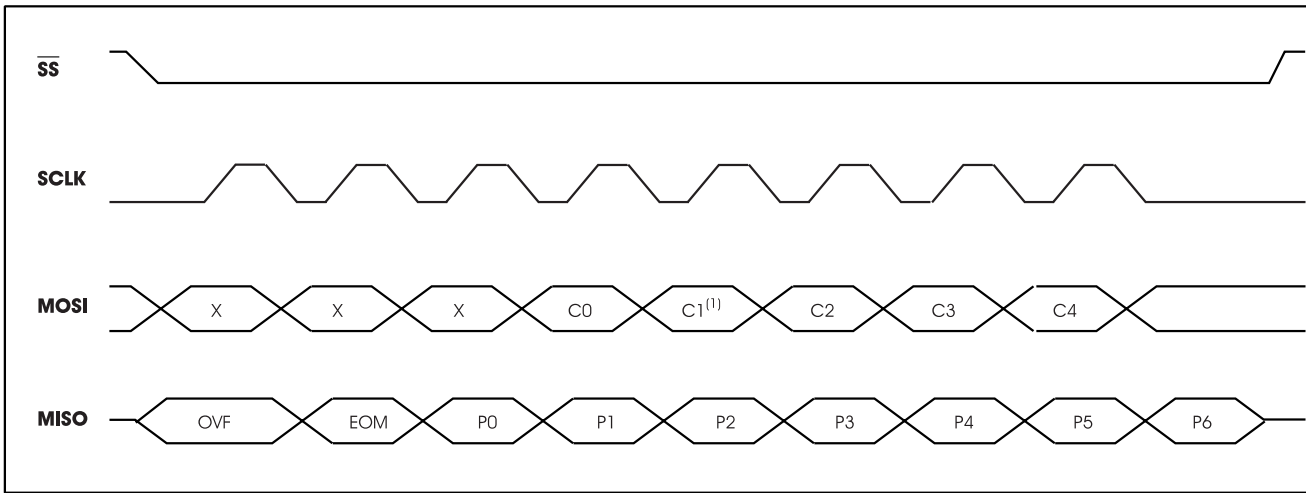 SS
SCLK
MOSI X X X C0 C1(1) C2 C3 C4
MISO OVF EOM P0 P1 P2 P3 P4 P5 P6